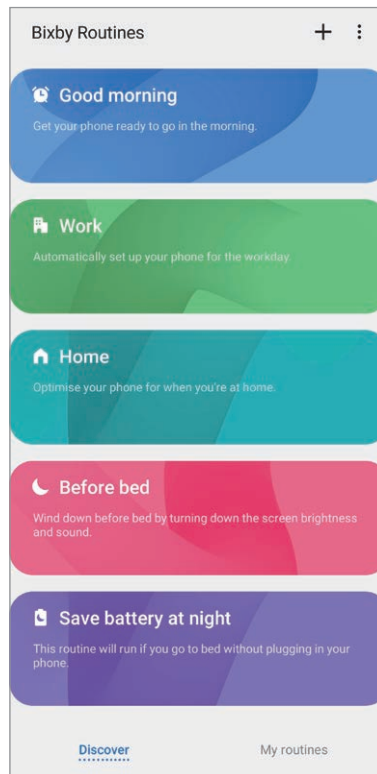 Bixby Routines
Good morning
Get your phone ready to go in the morning.
Work
Automatically set up your phone for the workday.
Home
Optimise your phone for when you're at home.
Before bed
Wind down before bed by turning down the screen brightness
and sound.
Save battery at night
This routine will run if you go to bed without plugging in your
phone.
Discover
My routines